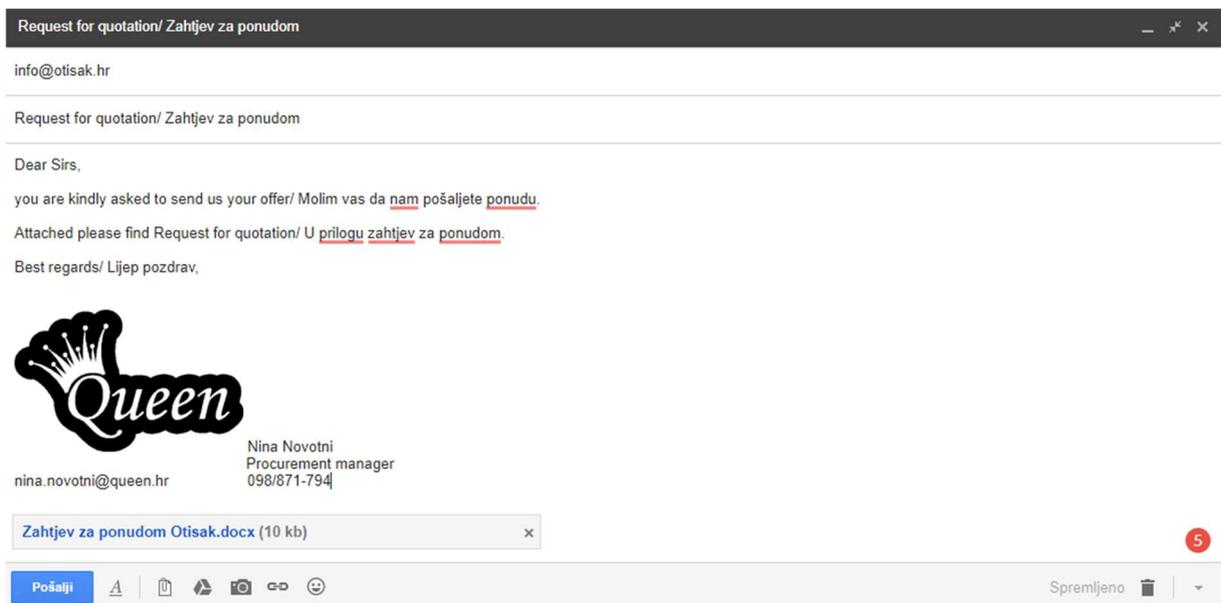 Request for quotation/ Zahtjev za ponudom
info@otisak.hr
Request for quotation/ Zahtjev za ponudom
Dear Sirs,
you are kindly asked to send us your offer/ Molim vas da nam pošaljete ponudu.
Attached please find Request for quotation/ U prilogu zahtjev za ponudom.
Best regards/ Lijep pozdrav,
Queen
Nina Novotni
Procurement manager
nina.novotni@queen.hr 098/871-794
Zahtjev za ponudom Otisak.docx (10 kb)
5
Pošalji A Spremljeno